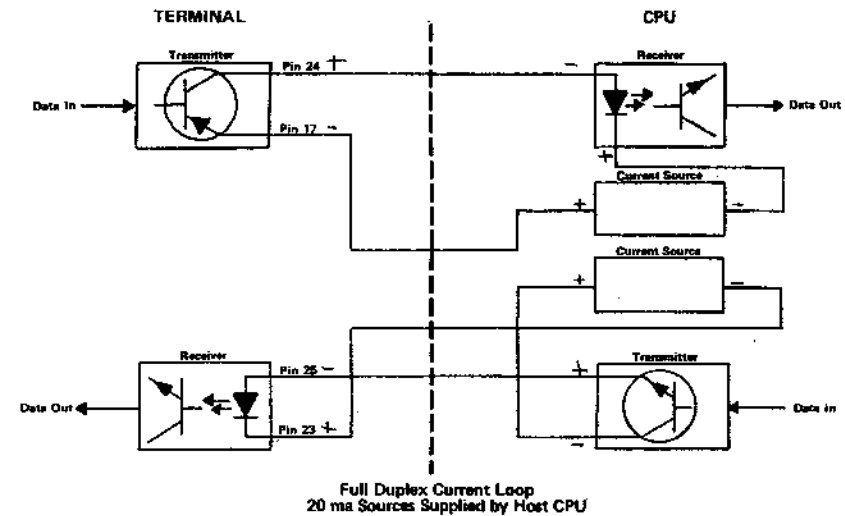 TERMINAL
CPU
Transmitter
Receiver
Pin 24 +
-
Data In
Data Out
Pin 17 -
+
Current Source
+
-
Current Source
+
-
Receiver
Transmitter
Pin 25 -
+
Data Out
Data in
Pin 23 +
-
Full Duplex Current Loop
20 ma Sources Supplied by Host CPU